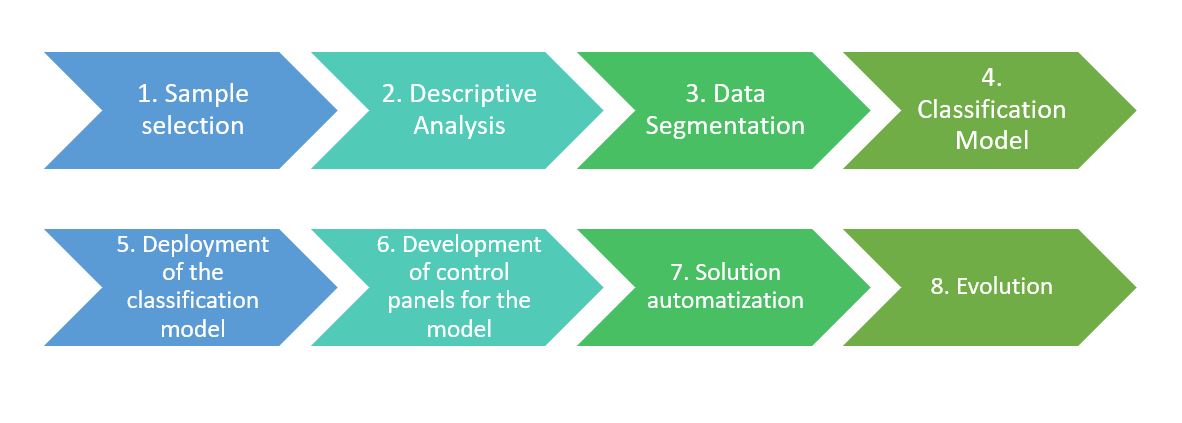 1. Sample
selection
2. Descriptive
Analysis
3. Data
Segmentation
4.
Classification
Model
5. Deployment
of the
classification
model
6. Development
of control
panels for the
model
7. Solution
automatization
8. Evolution